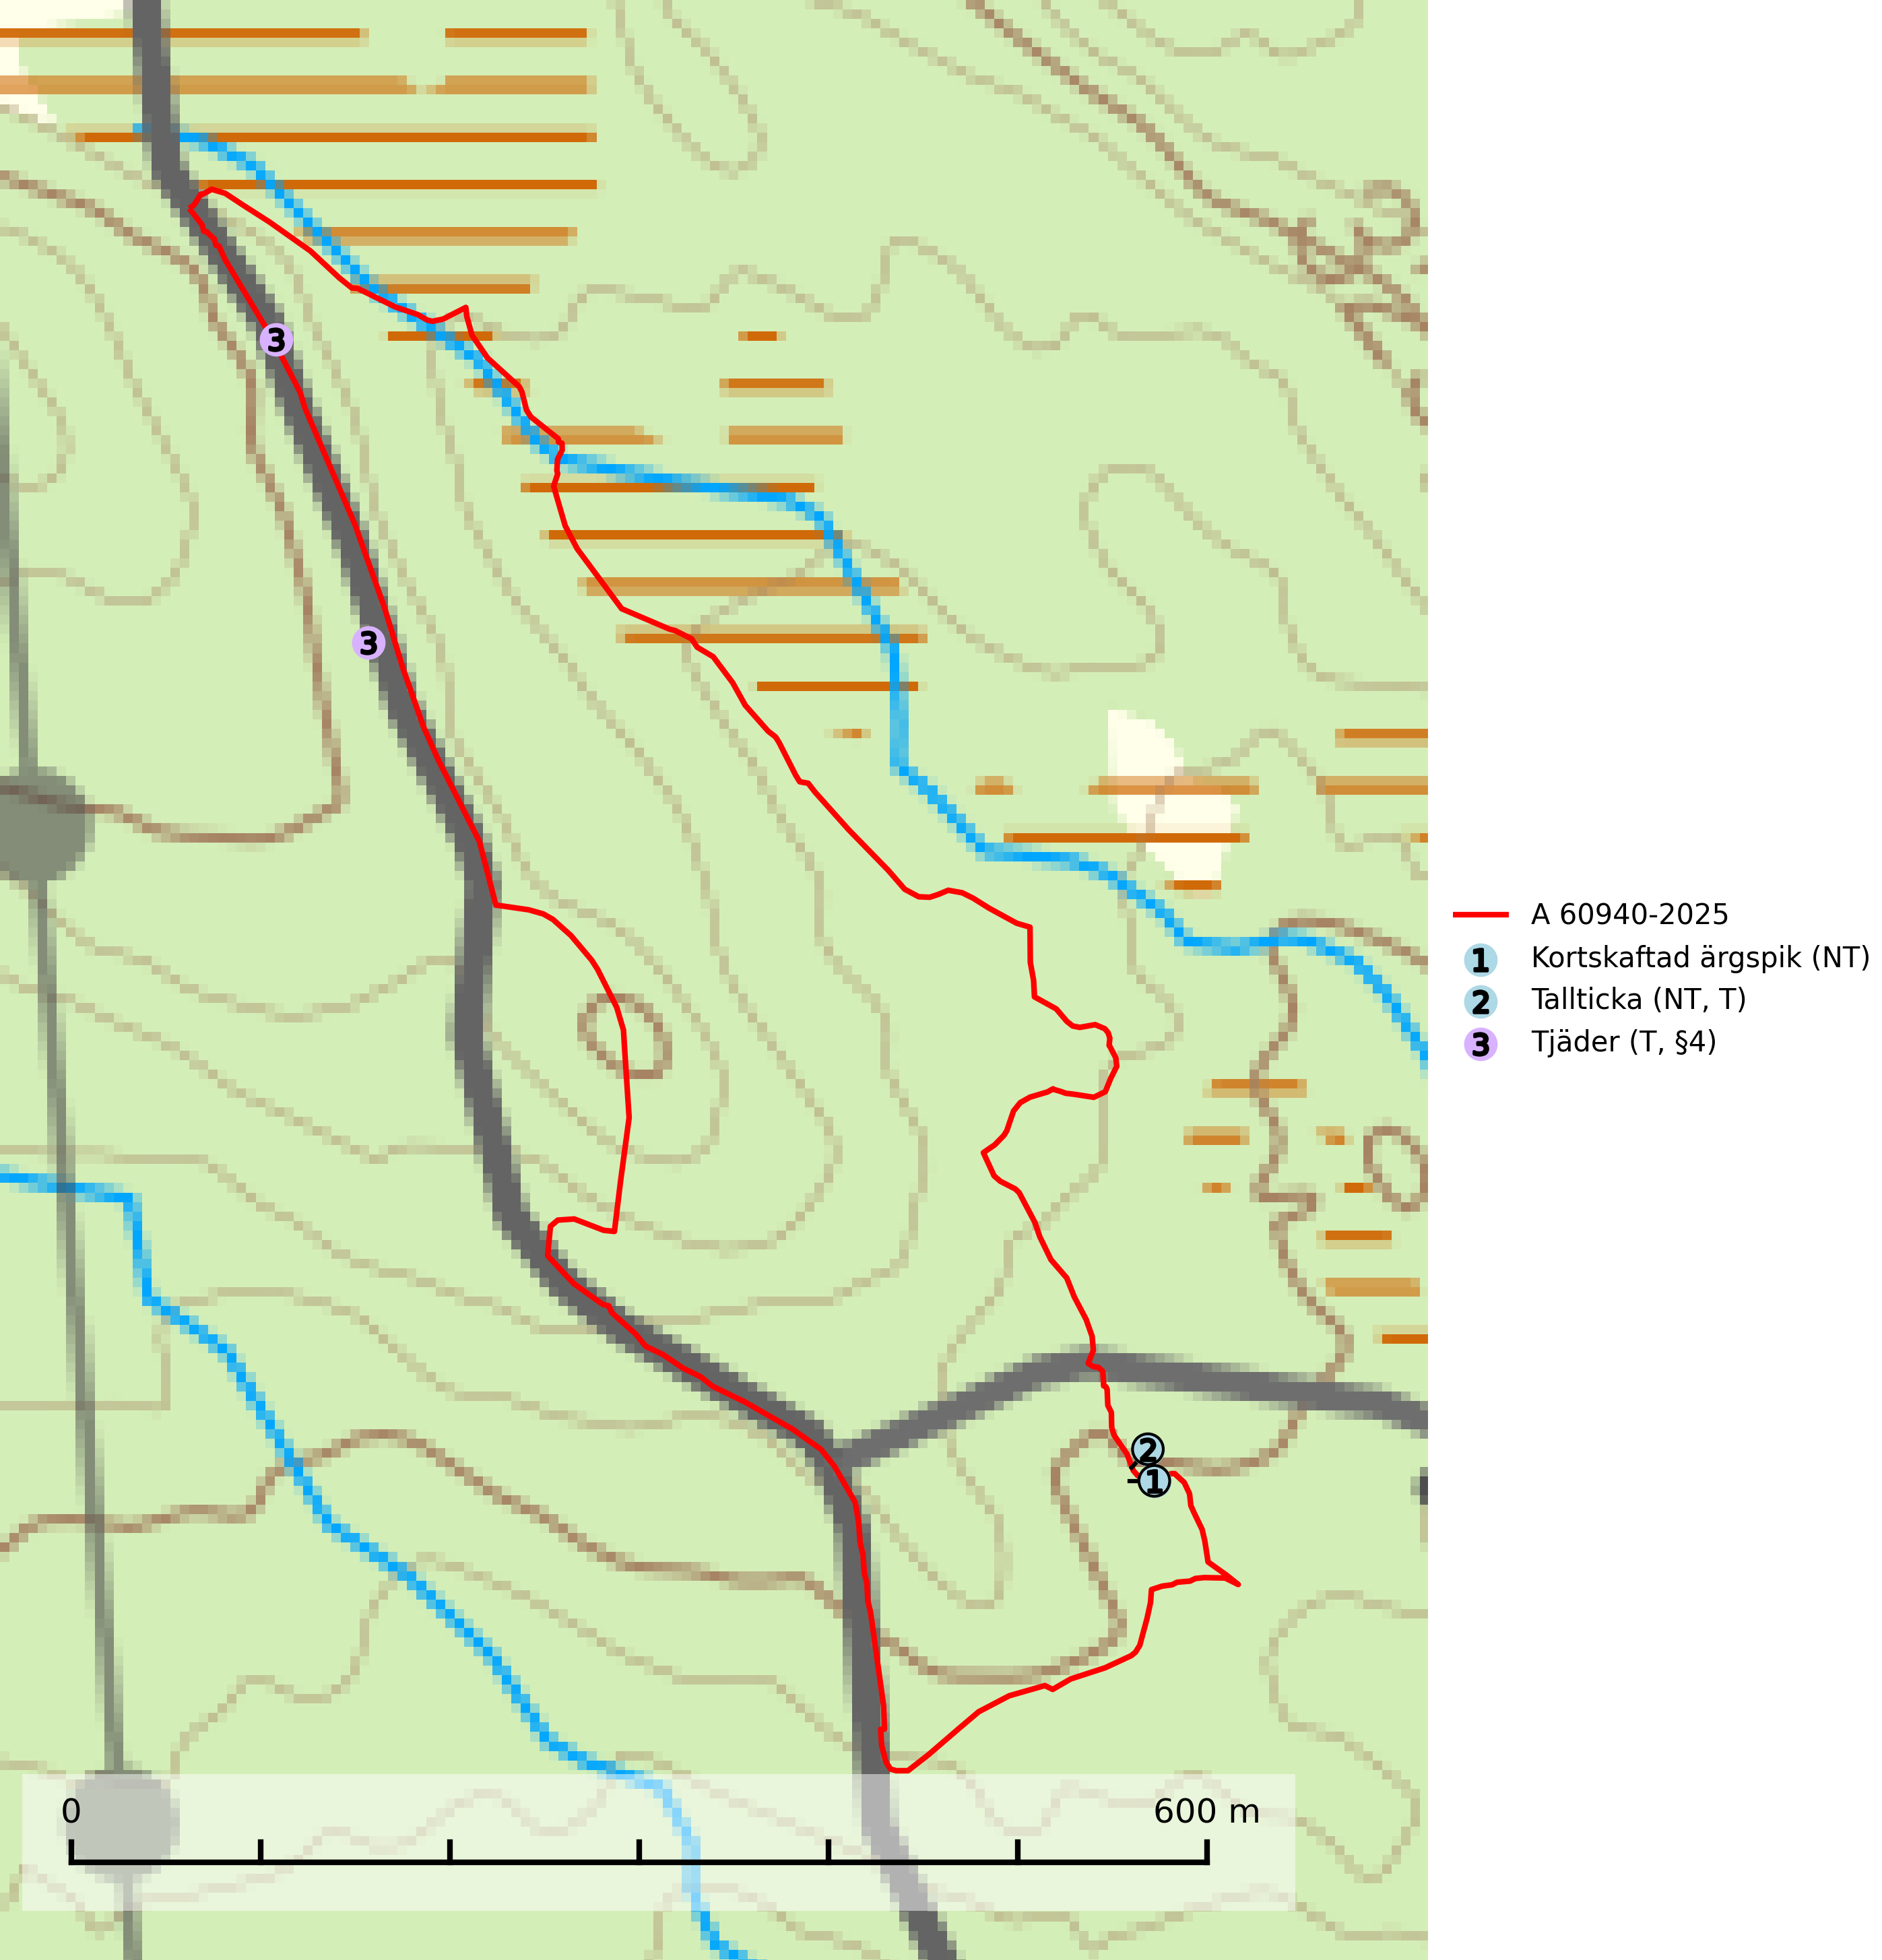 3
3
A 60940-2025
1 Kortskaftad ärgspik (NT)
2 Tallticka (NT, T)
3 Tjäder (T, §4)
2
1
0 600 m